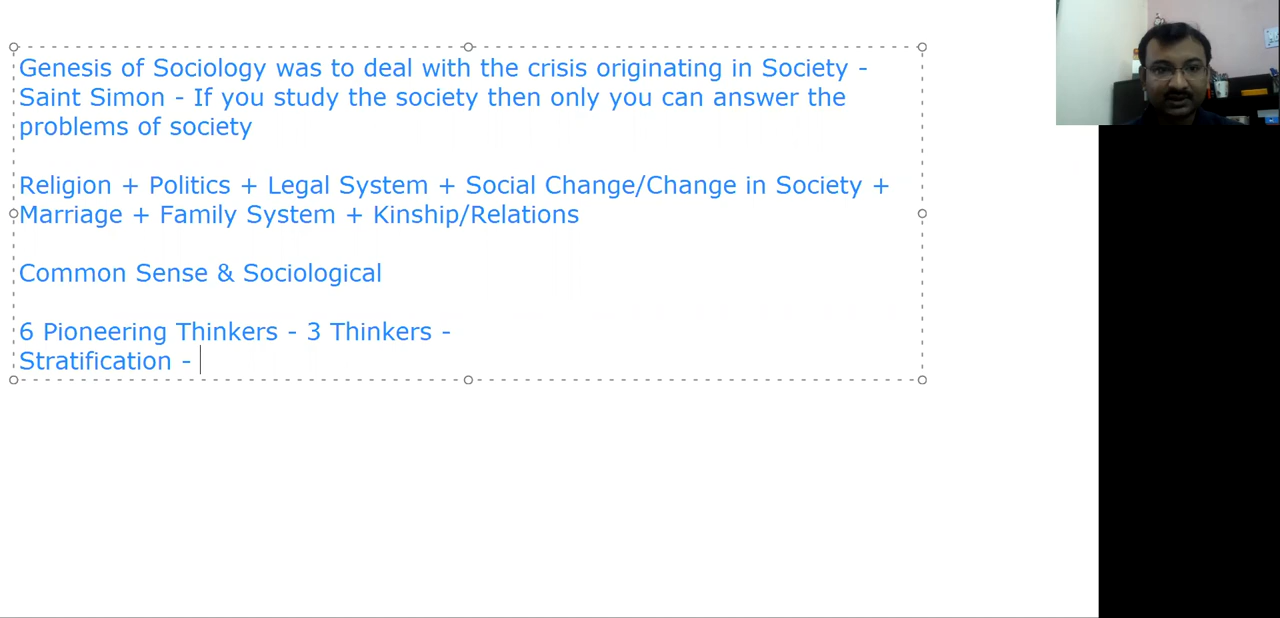 Genesis of Sociology was to deal with the crisis originating in Society -
Saint Simon - If you study the society then only you can answer the
problems of society
Religion + Politics + Legal System + Social Change/Change in Society +
Marriage + Family System + Kinship/Relations
Common Sense & Sociological
6 Pioneering Thinkers - 3 Thinkers -
Stratification -